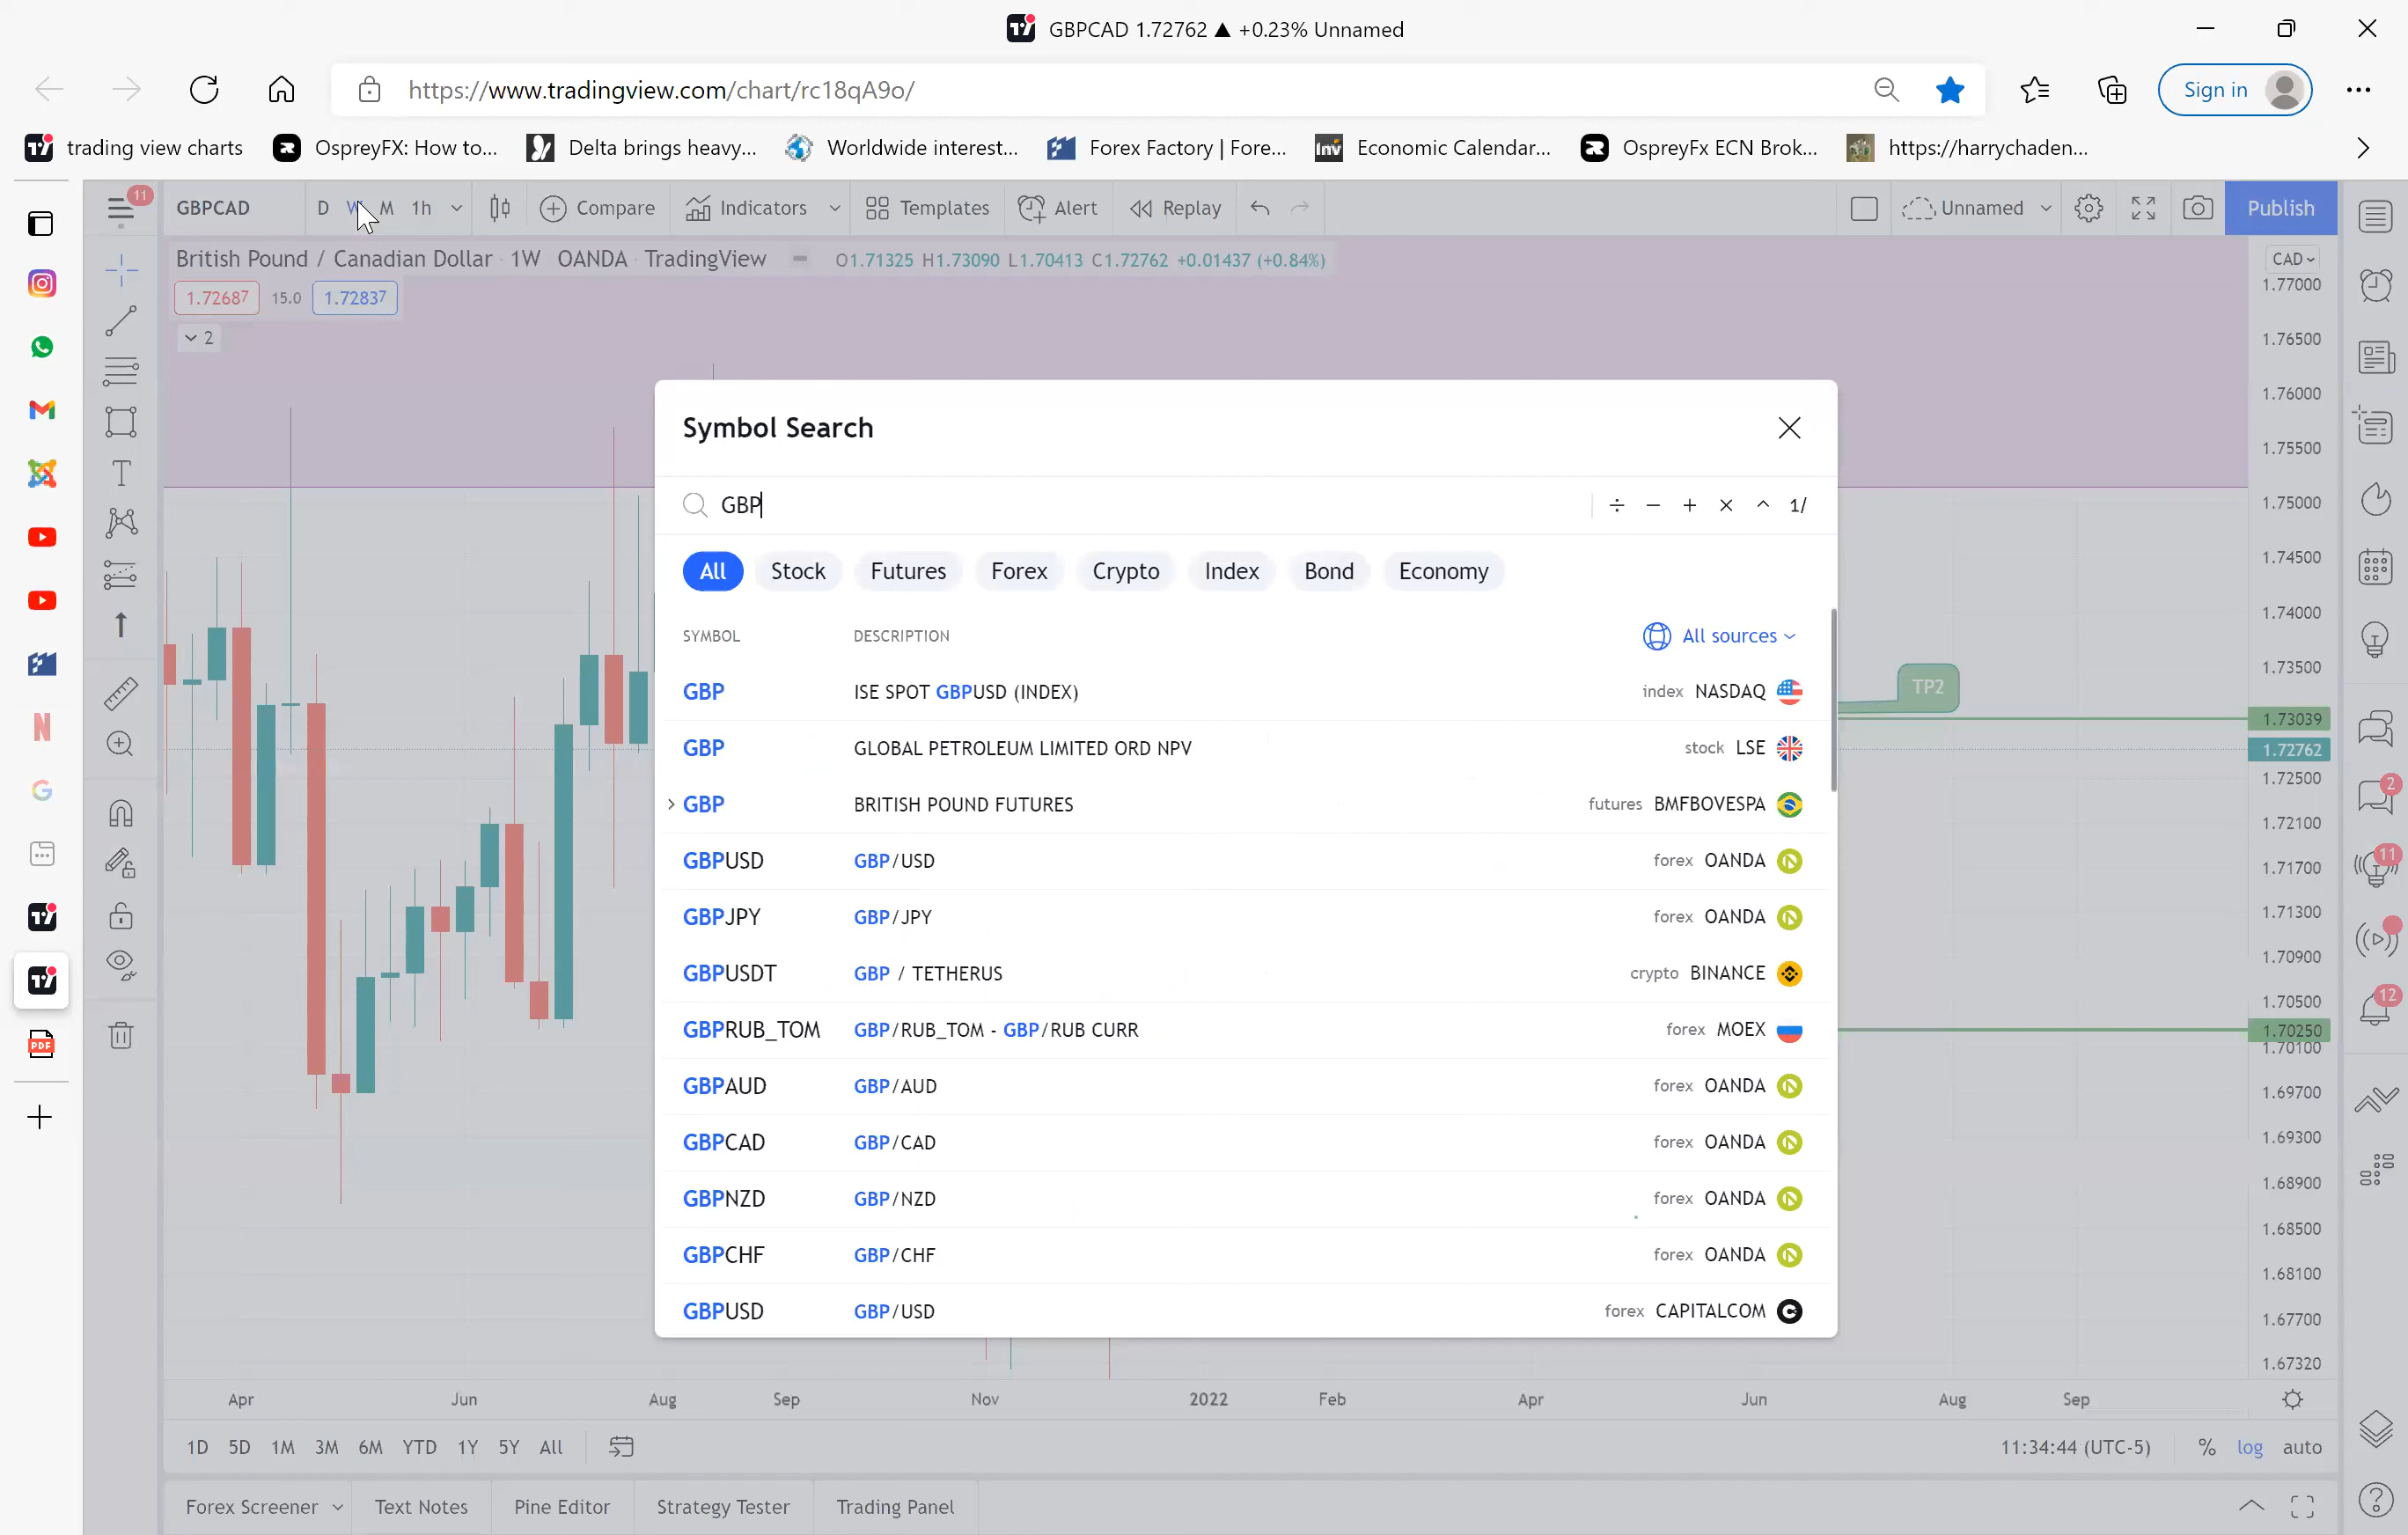 GBPCAD 1.72762 ▲ +0.23% Unnamed
https://www.tradingview.com/chart/rc18qA9o/
Sign in
trading view charts
OspreyFX: How to...
Delta brings heavy...
Worldwide interest...
Forex Factory | Fore...
Economic Calendar...
OspreyFx ECN Brok...
https://harrychaden...
11
GBPCAD
D W M 1h
Compare
Indicators
Templates
Alert
Replay
Unnamed
Publish
British Pound / Canadian Dollar · 1W · OANDA · TradingView
O1.71325 H1.73090 L1.70413 C1.72762 +0.01437 (+0.84%)
CAD
1.72687 15.0 1.72837
2
1.77000
1.76500
1.76000
1.75500
1.75000
1.74500
1.74000
1.73500
TP2
1.73039
1.72762
1.72500
1.72100
1.71700
1.71300
1.70900
1.70500
1.70250
1.70100
1.69700
1.69300
1.68900
1.68500
1.68100
1.67700
1.67320
Symbol Search
GBP
÷ − + × ^ 1/
All Stock Futures Forex Crypto Index Bond Economy
SYMBOL DESCRIPTION All sources
GBP ISE SPOT GBPUSD (INDEX) index NASDAQ
GBP GLOBAL PETROLEUM LIMITED ORD NPV stock LSE
GBP BRITISH POUND FUTURES futures BMFBOVESPA
GBPUSD GBP/USD forex OANDA
GBPJPY GBP/JPY forex OANDA
GBPUSDT GBP / TETHERUS crypto BINANCE
GBPRUB_TOM GBP/RUB_TOM - GBP/RUB CURR forex MOEX
GBPAUD GBP/AUD forex OANDA
GBPCAD GBP/CAD forex OANDA
GBPNZD GBP/NZD forex OANDA
GBPCHF GBP/CHF forex OANDA
GBPUSD GBP/USD forex CAPITALCOM
2
11
12
PDF
Apr Jun Aug Sep Nov 2022 Feb Apr Jun Aug Sep
1D 5D 1M 3M 6M YTD 1Y 5Y All
11:34:44 (UTC-5) % log auto
Forex Screener Text Notes Pine Editor Strategy Tester Trading Panel